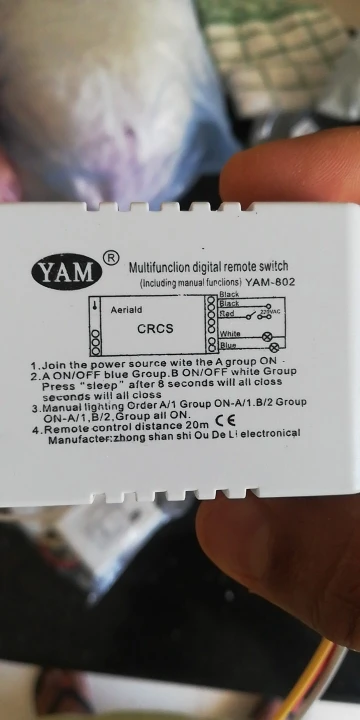 YAM ®
Multifunclion digital remote switch
(Including manual funclions) YAM-802
Black
Black
Aeriald
Red
220VAC
CRCS
White
Blue
1.Join the power source wite the A group ON
2.A ON/OFF blue Group.B ON/OFF white Group
Press "sleep" after 8 seconds will all closs
seconds will all closs
3.Manual lighting Order A/1 Group ON-A/1.B/2 Group
ON-A/1,B/2, Group all ON.
4.Remote control distance 20m CE
Manufacter:zhong shan shi Ou De Li electronical